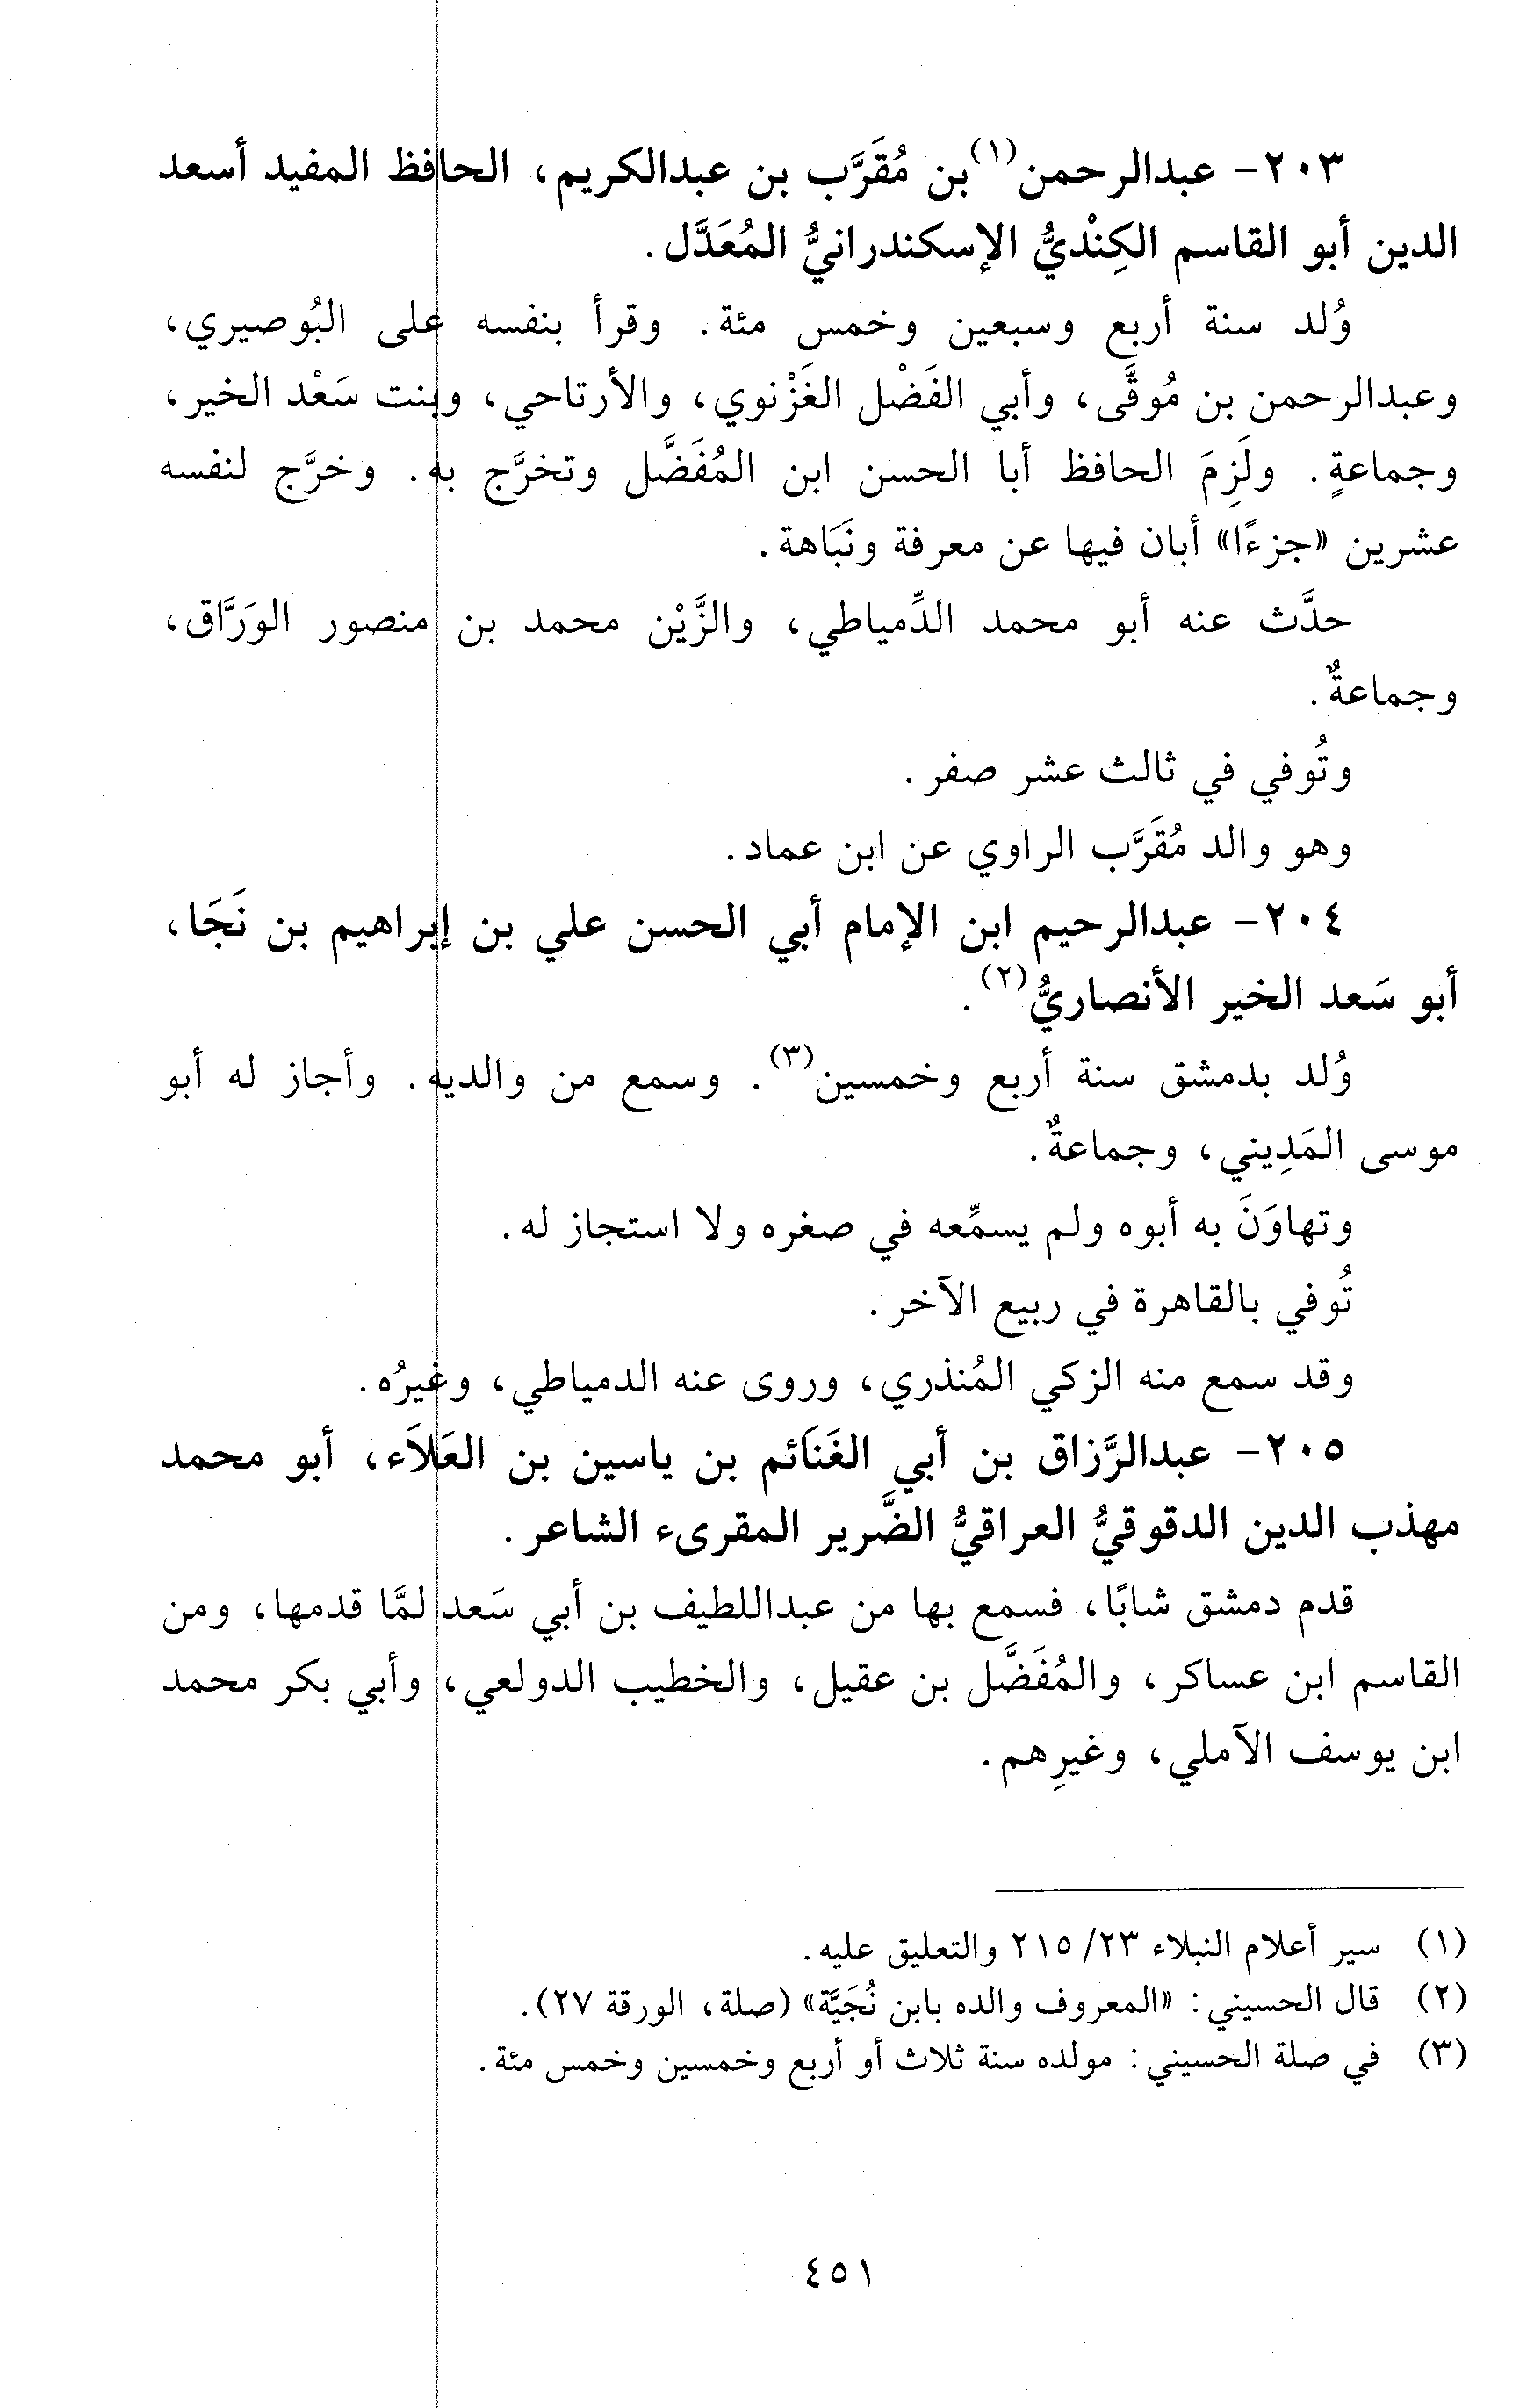 ٢٠٣- عبدالرحمن(١) بن مُقَرَّب بن عبدالكريم، الحافظ المفيد أسعد
الدين أبو القاسم الكِنْديُّ الإسكندرانيُّ المُعَدَّل.
وُلد سنة أربع وسبعين وخمس مئة. وقرأ بنفسه على البُوصيري،
وعبدالرحمن بن مُوقَّى، وأبي الفَضْل الغَزْنوي، والأرتاحي، وبنت سَعْد الخير،
وجماعةٍ. ولَزِمَ الحافظ أبا الحسن ابن المُفَضَّل وتخرَّج به. وخرَّج لنفسه
عشرين «جزءًا» أبان فيها عن معرفة ونَبَاهة.
حدَّث عنه أبو محمد الدِّمياطي، والزَّيْن محمد بن منصور الوَرَّاق،
وجماعةٌ.
وتُوفي في ثالث عشر صفر.
وهو والد مُقَرَّب الراوي عن ابن عماد.
٢٠٤- عبدالرحيم ابن الإمام أبي الحسن علي بن إبراهيم بن نَجَا،
أبو سَعد الخير الأنصاريُّ(٢).
وُلد بدمشق سنة أربع وخمسين(٣). وسمع من والديه. وأجاز له أبو
موسى المَدِيني، وجماعةٌ.
وتهاوَنَ به أبوه ولم يسمِّعه في صغره ولا استجاز له.
تُوفي بالقاهرة في ربيع الآخر.
وقد سمع منه الزكي المُنذري، وروى عنه الدمياطي، وغيرُه.
٢٠٥- عبدالرَّزاق بن أبي الغَنَائم بن ياسين بن العَلاَء، أبو محمد
مهذب الدين الدقوقيُّ العراقيُّ الضَّرير المقرىء الشاعر.
قدم دمشق شابًا، فسمع بها من عبداللطيف بن أبي سَعد لمَّا قدمها، ومن
القاسم ابن عساكر، والمُفَضَّل بن عقيل، والخطيب الدولعي، وأبي بكر محمد
ابن يوسف الآملي، وغيرِهم.
(١) سير أعلام النبلاء ٢٣/ ٢١٥ والتعليق عليه.
(٢) قال الحسيني: «المعروف والده بابن نُجَيَّة» (صلة، الورقة ٢٧).
(٣) في صلة الحسيني: مولده سنة ثلاث أو أربع وخمسين وخمس مئة.
٤٥١